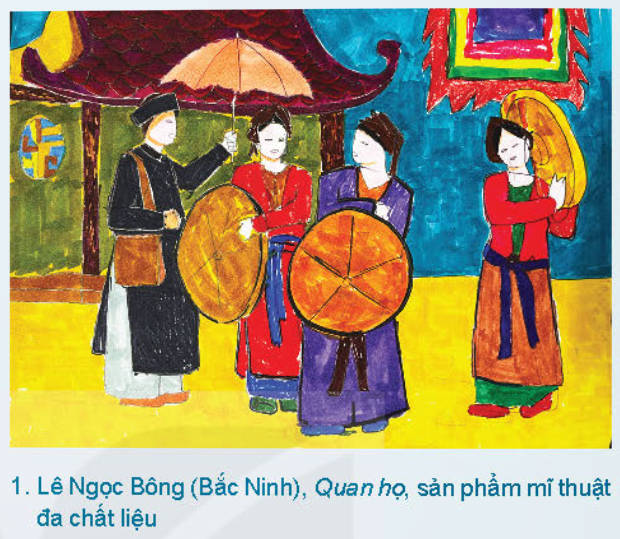 1. Lê Ngọc Bông (Bắc Ninh), Quan họ, sản phẩm mĩ thuật
đa chất liệu